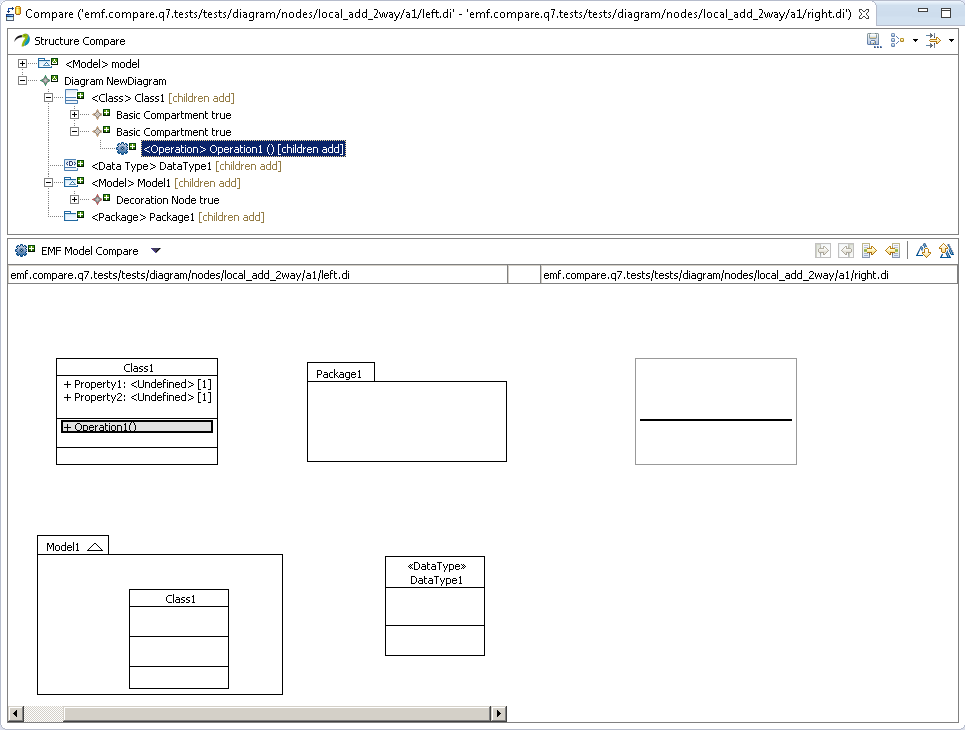 Compare ('emf.compare.q7.tests/tests/diagram/nodes/local_add_2way/a1/left.di' - 'emf.compare.q7.tests/tests/diagram/nodes/local_add_2way/a1/right.di')
Structure Compare
<Model> model
Diagram NewDiagram
<Class> Class1 [children add]
Basic Compartment true
Basic Compartment true
<Operation> Operation1 () [children add]
<Data Type> DataType1 [children add]
<Model> Model1 [children add]
Decoration Node true
<Package> Package1 [children add]
EMF Model Compare
emf.compare.q7.tests/tests/diagram/nodes/local_add_2way/a1/left.di
emf.compare.q7.tests/tests/diagram/nodes/local_add_2way/a1/right.di
Class1
+ Property1: <Undefined> [1]
+ Property2: <Undefined> [1]
+ Operation1()
Package1
Model1
Class1
«DataType»
DataType1